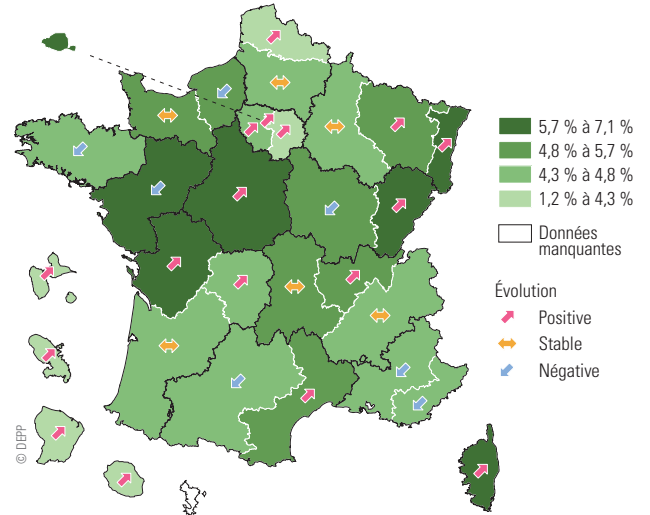 5,7 % à 7,1 %
4,8 % à 5,7 %
4,3 % à 4,8 %
1,2 % à 4,3 %
Données
manquantes
Évolution
Positive
Stable
Négative
© DEPP